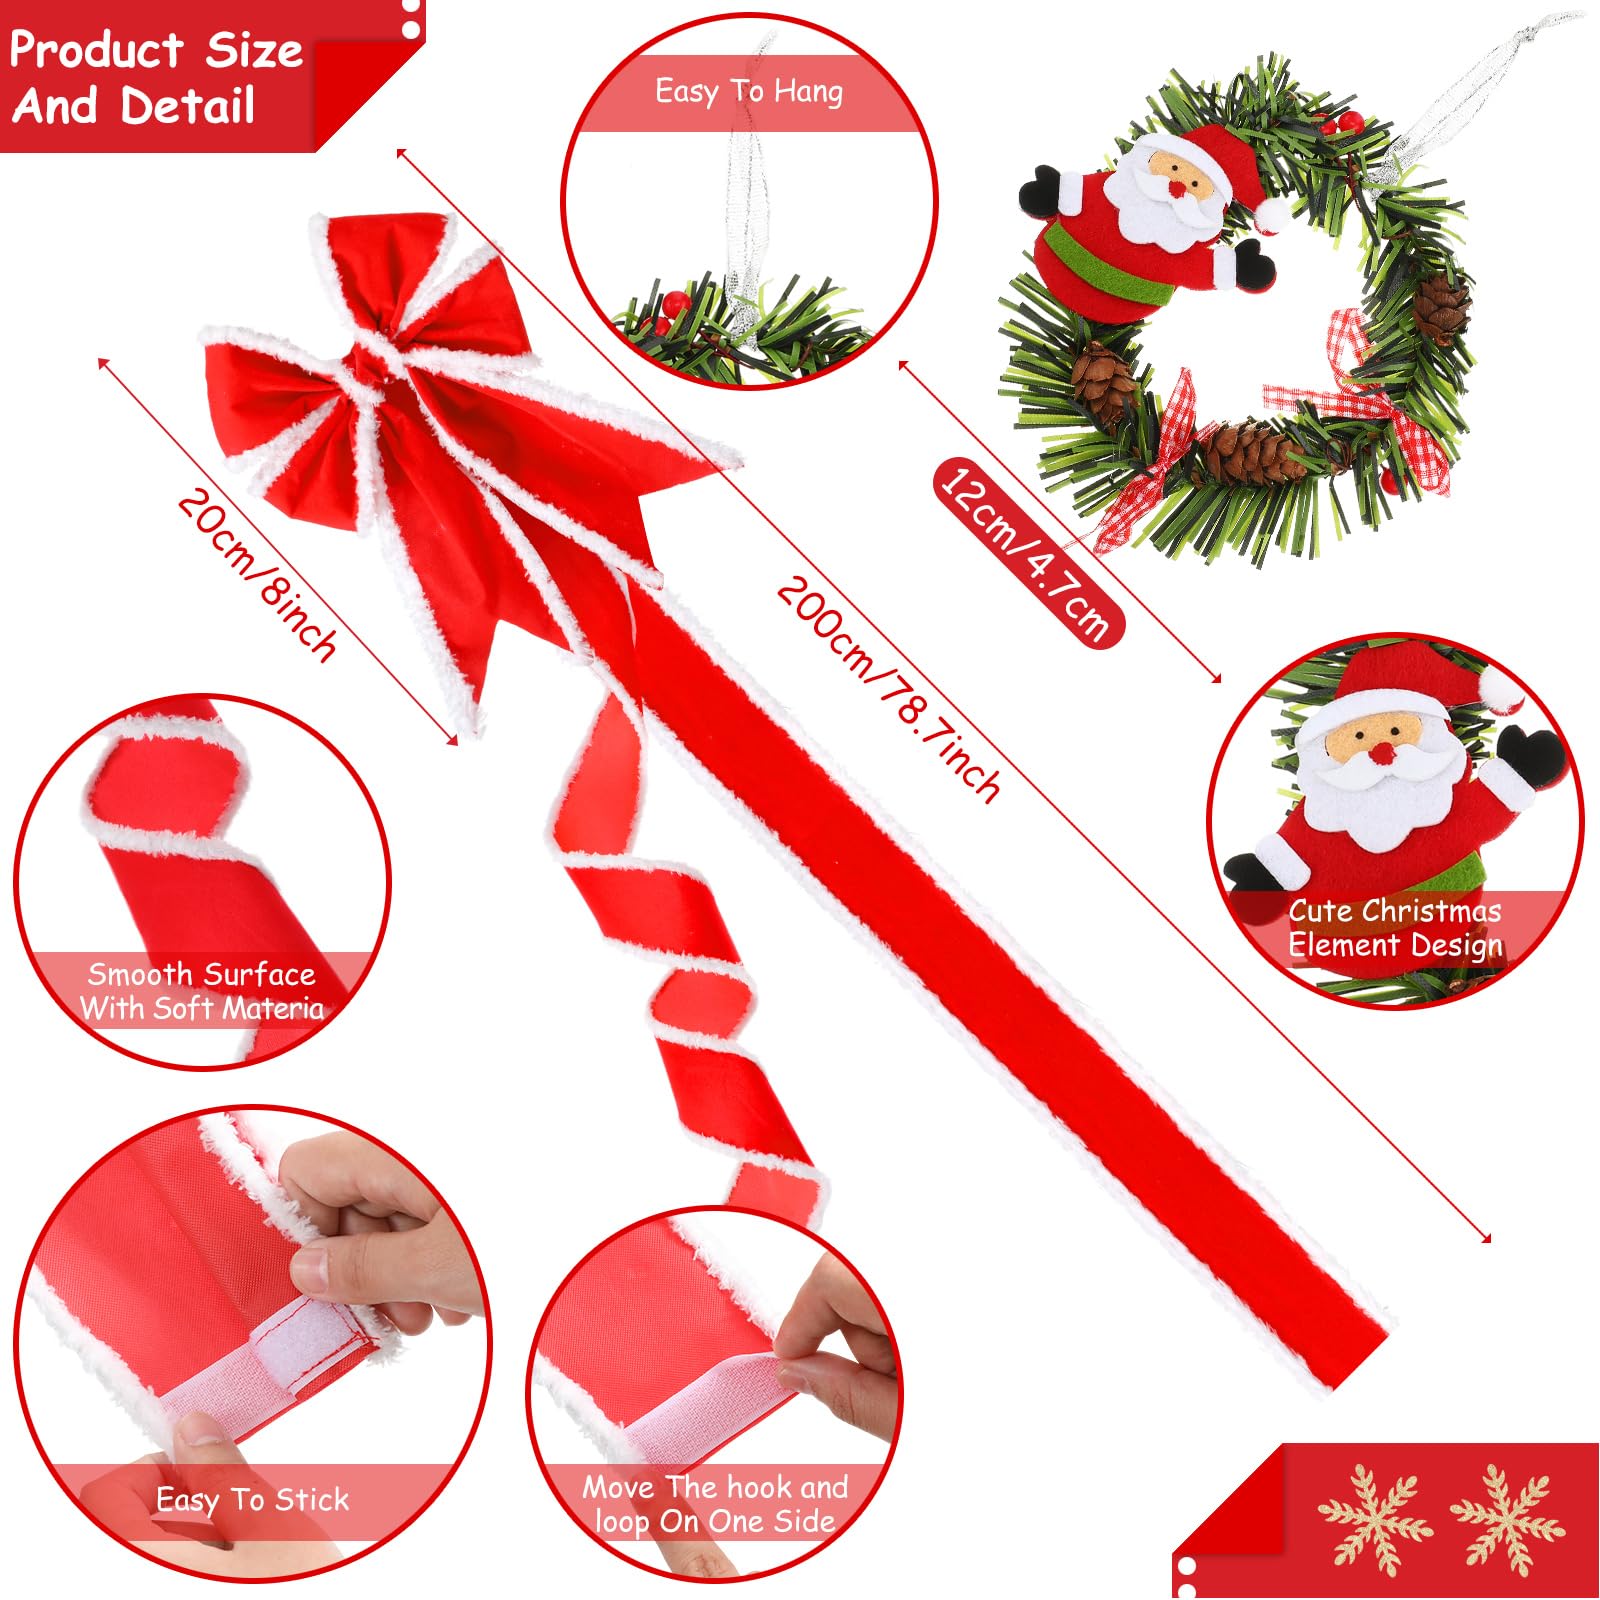 Product Size
And Detail
Easy To Hang
20cm/8inch
200cm/78.7inch
12cm/4.7cm
Smooth Surface
With Soft Materia
Cute Christmas
Element Design
Easy To Stick
Move The hook and
loop On One Side